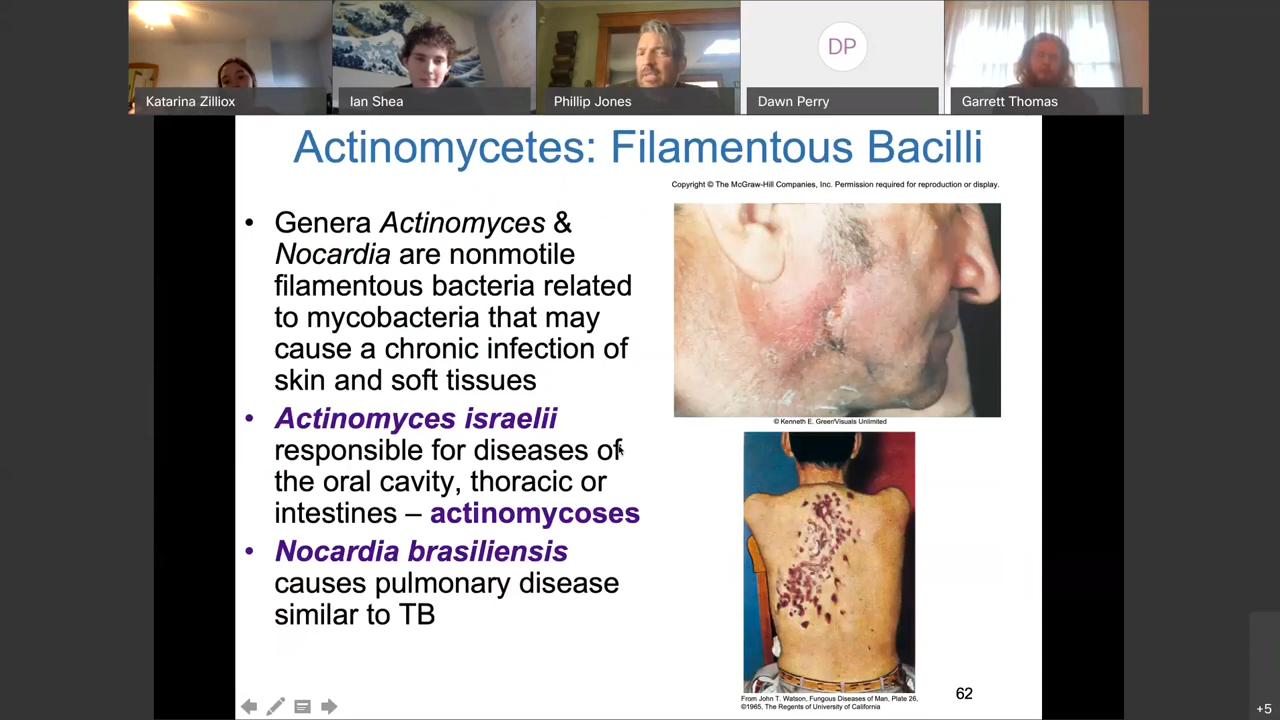 DP
Katarina Zilliox
Ian Shea
Phillip Jones
Dawn Perry
Garrett Thomas
Actinomycetes: Filamentous Bacilli
Copyright © The McGraw-Hill Companies, Inc. Permission required for reproduction or display.
• Genera Actinomyces &
Nocardia are nonmotile
filamentous bacteria related
to mycobacteria that may
cause a chronic infection of
skin and soft tissues
• Actinomyces israelii
responsible for diseases of
the oral cavity, thoracic or
intestines – actinomycoses
• Nocardia brasiliensis
causes pulmonary disease
similar to TB
© Kenneth E. Greer/Visuals Unlimited
From John T. Watson, Fungous Diseases of Man, Plate 26,
©1965, The Regents of University of California
62
+5